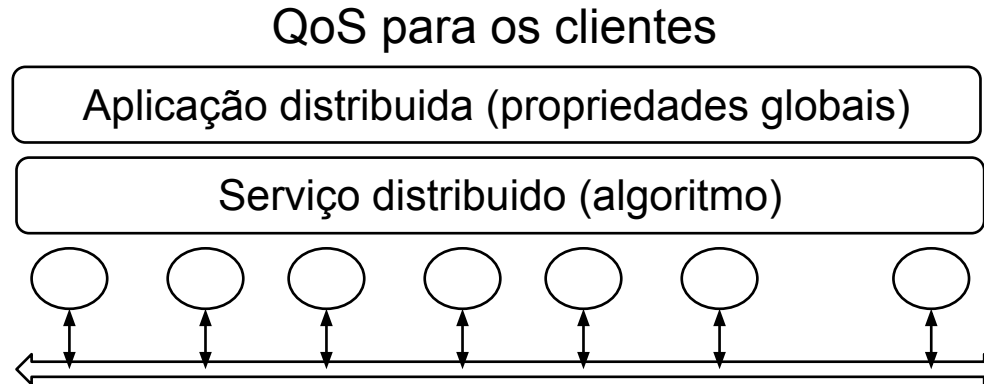 QoS para os clientes
Aplicação distribuida (propriedades globais)
Serviço distribuido (algoritmo)